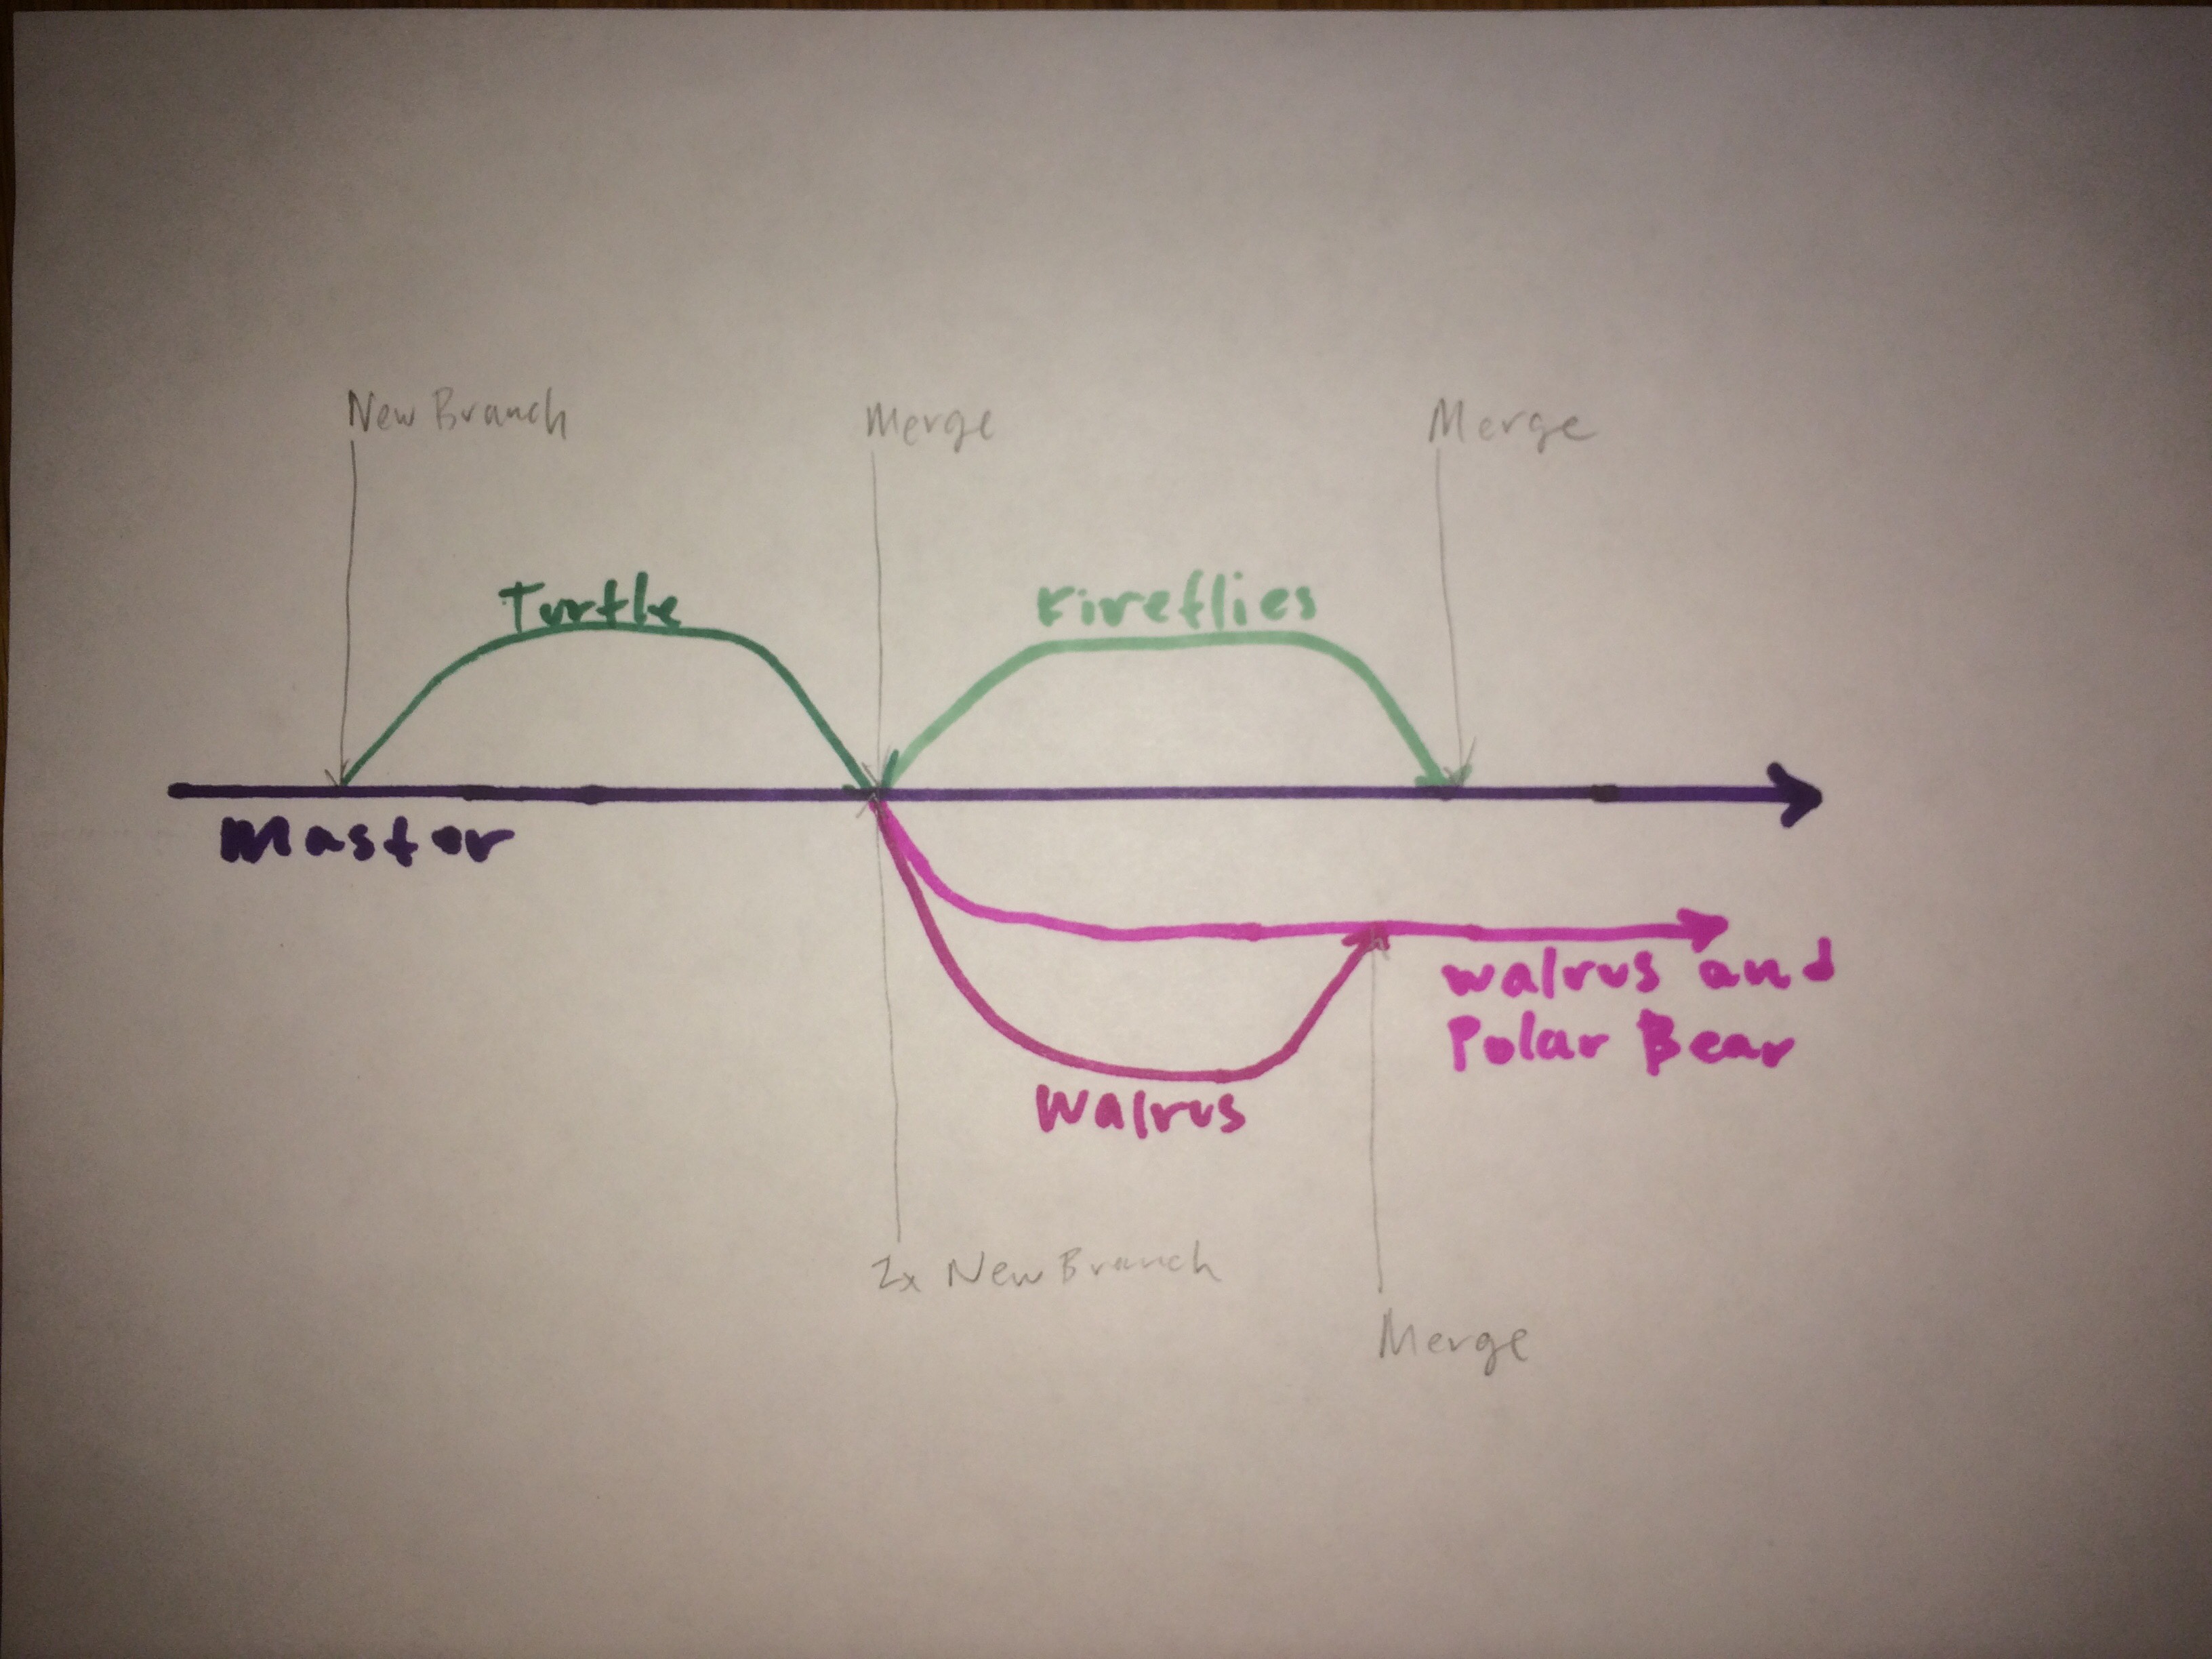 New Branch
Merge
Merge
Turtle
Fireflies
Master
Walrus and
Polar Bear
Walrus
2x New Branch
Merge